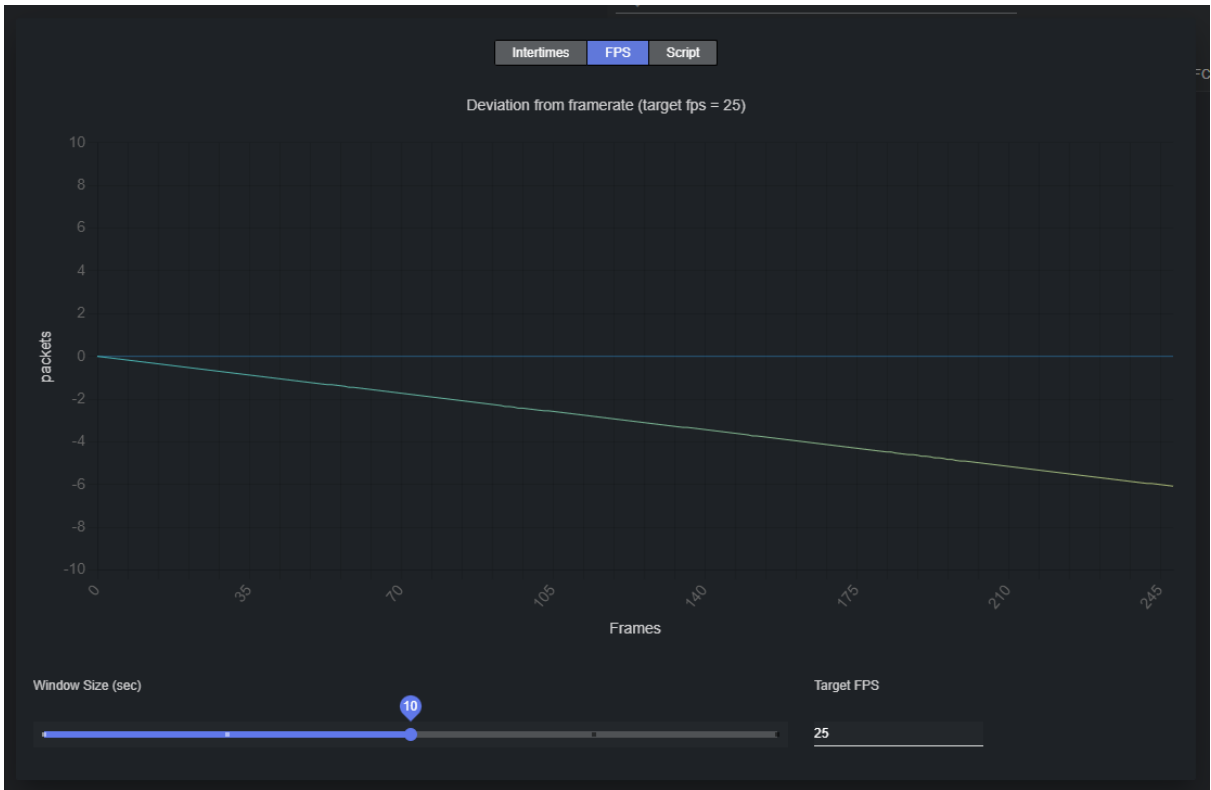 Intertimes FPS Script
FC
Deviation from framerate (target fps = 25)
10
8
6
4
2
0
-2
-4
-6
-8
-10
packets
0 35 70 105 140 175 210 245
Frames
Window Size (sec)
Target FPS
10
25